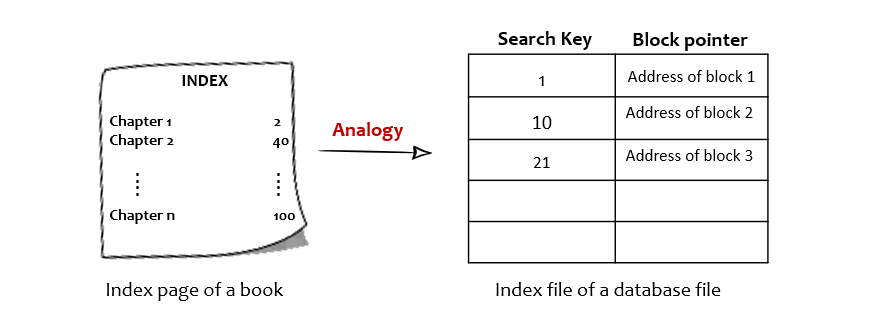 INDEX
Chapter 1 2
Chapter 2 40
Chapter n 100
Index page of a book
Analogy
Search Key Block pointer
1 Address of block 1
10 Address of block 2
21 Address of block 3
Index file of a database file